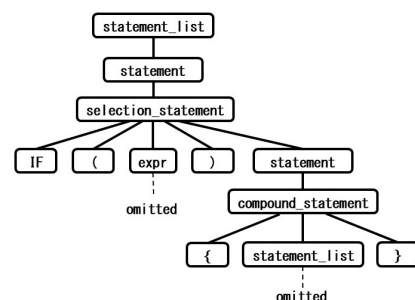 statement_list
statement
selection_statement
IF ( expr ) statement
omitted
compound_statement
{ statement_list }
omitted